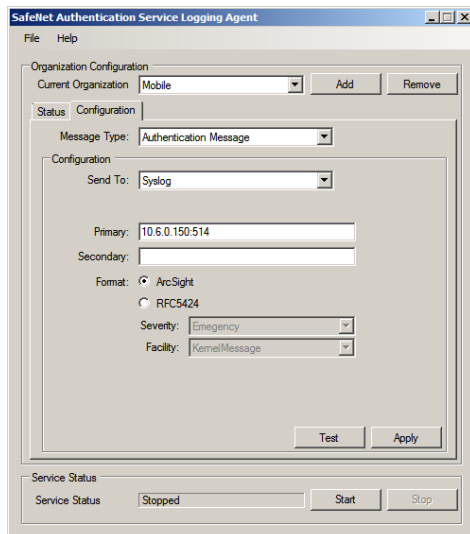 SafeNet Authentication Service Logging Agent
File Help
Organization Configuration
Current Organization Mobile Add Remove
Status Configuration
Message Type: Authentication Message
Configuration
Send To: Syslog
Primary: 10.6.0.150:514
Secondary:
Format: ArcSight
RFC5424
Severity: Emegency
Facility: KernelMessage
Test Apply
Service Status
Service Status Stopped Start Stop